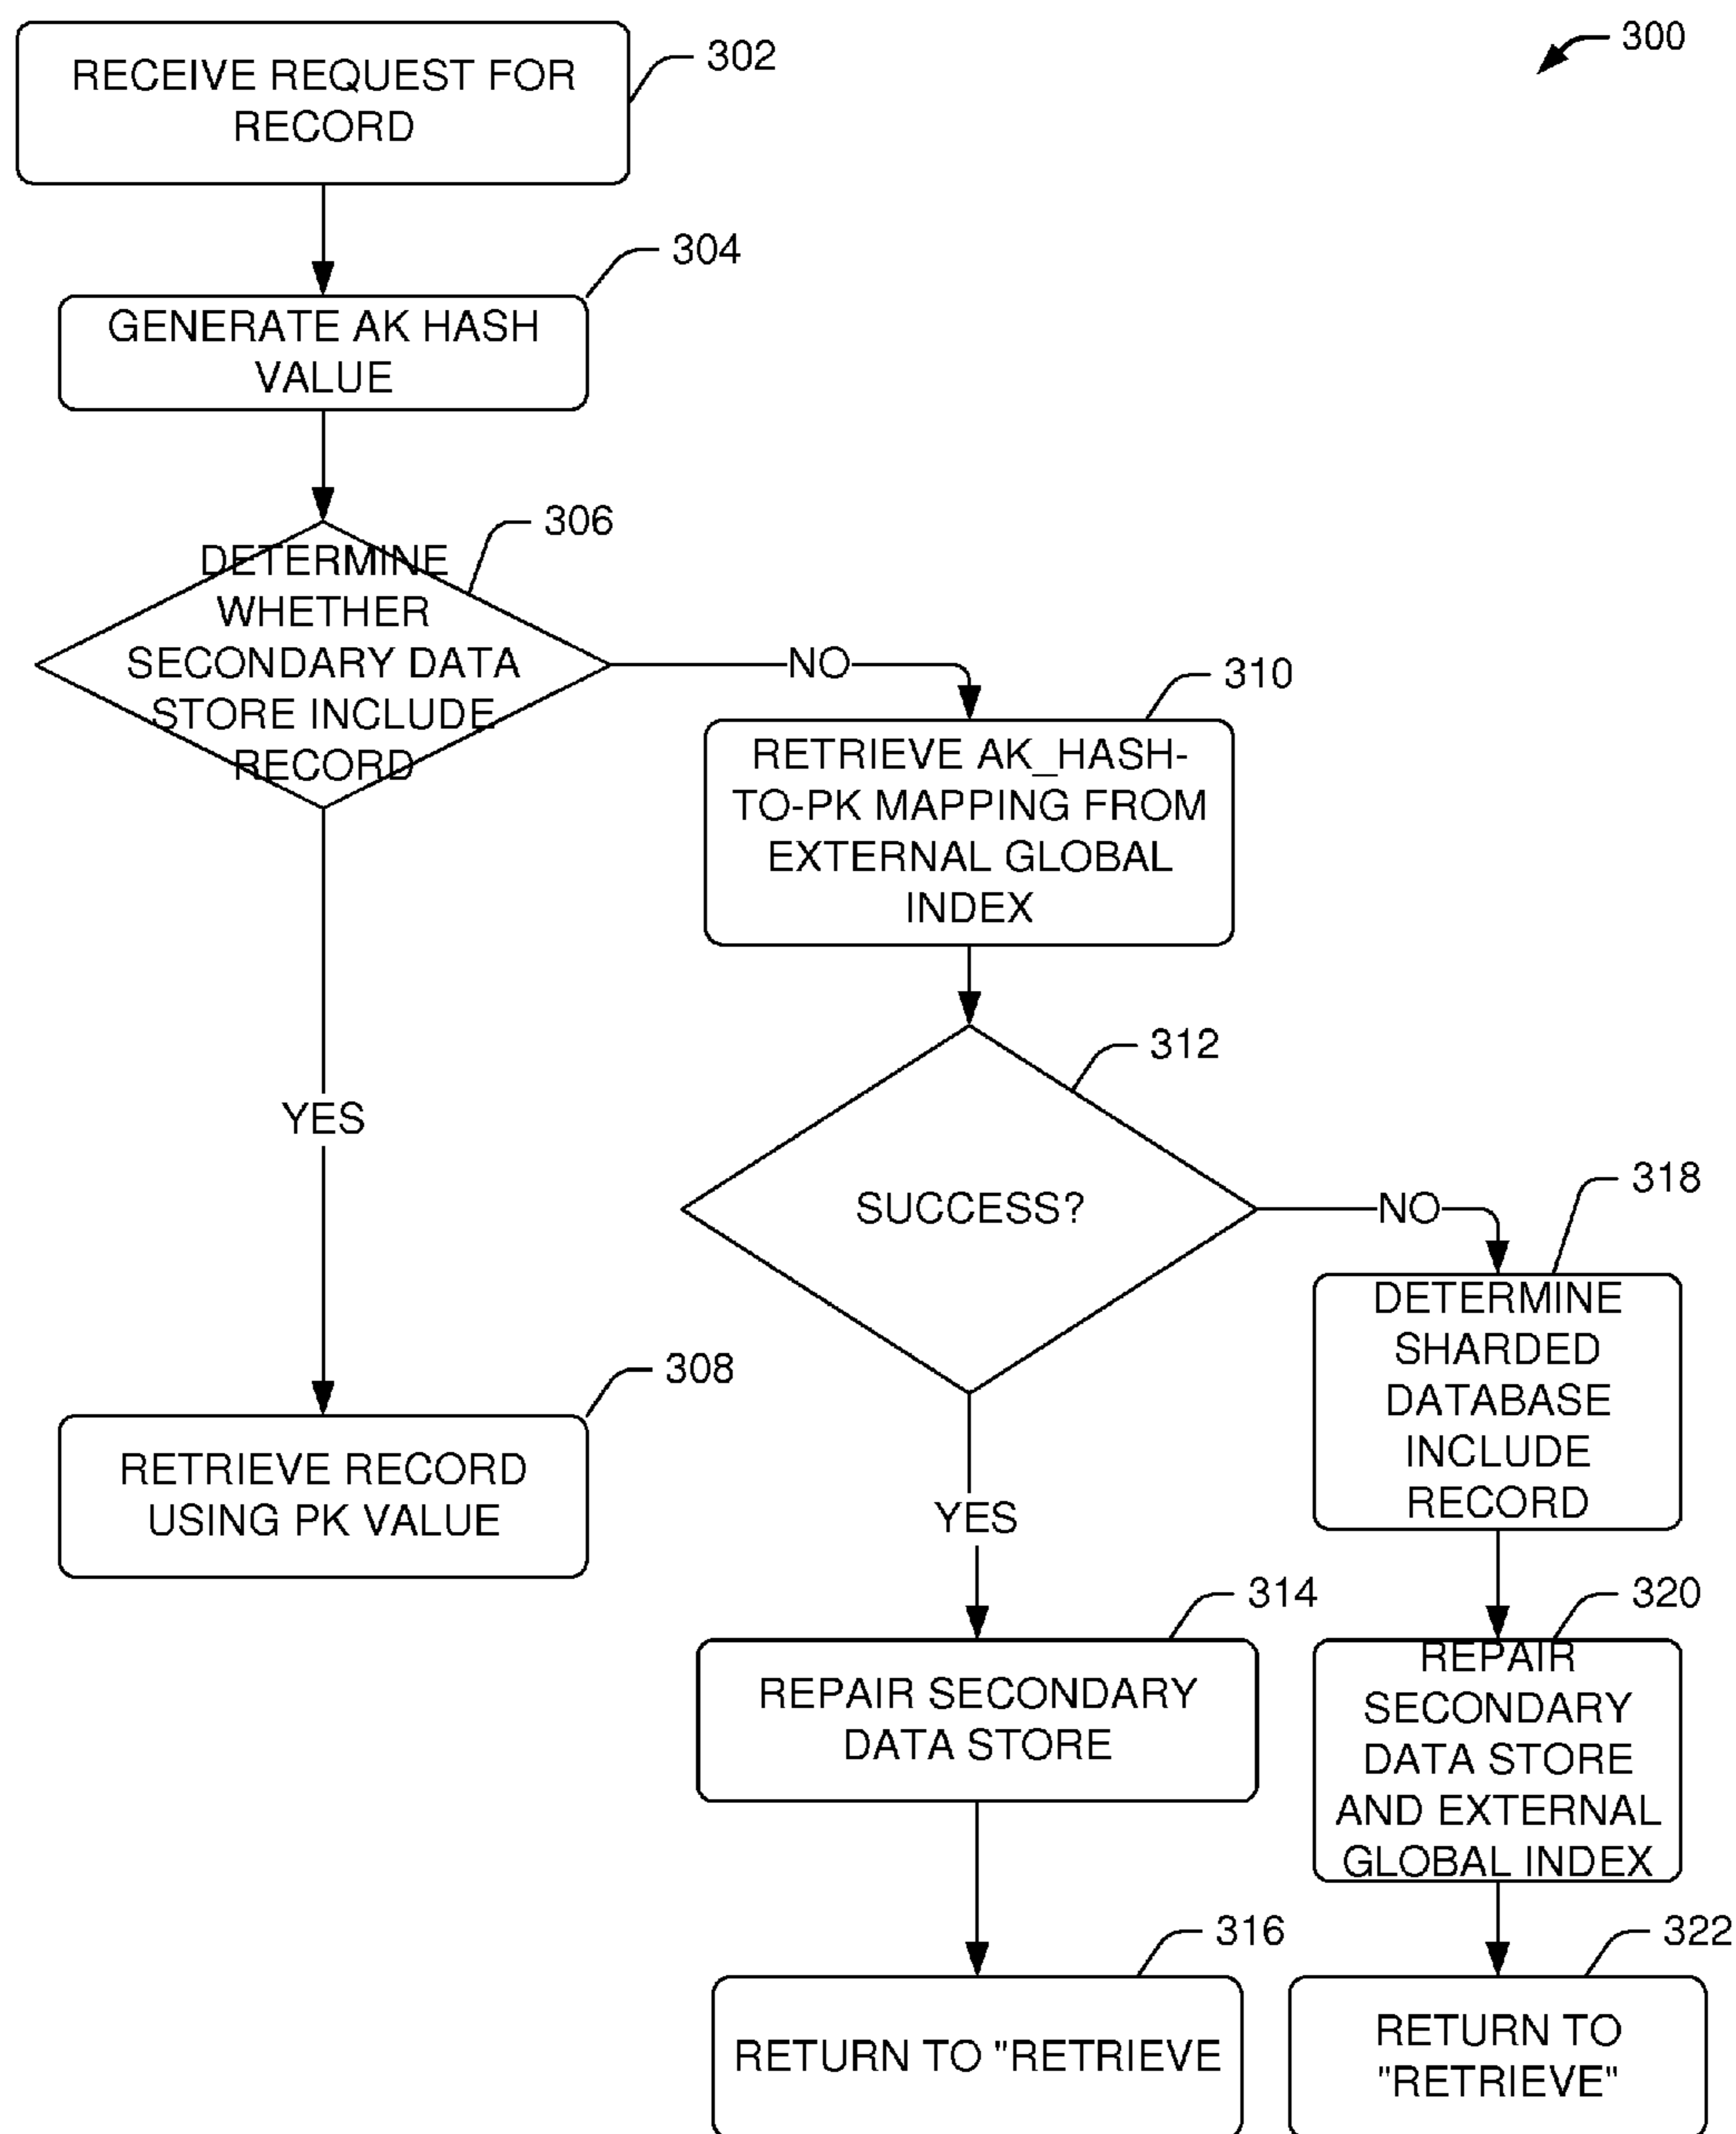 300
RECEIVE REQUEST FOR
RECORD
302
GENERATE AK HASH
VALUE
304
DETERMINE
WHETHER
SECONDARY DATA
STORE INCLUDE
RECORD
306
NO
YES
RETRIEVE RECORD
USING PK VALUE
308
RETRIEVE AK_HASH-
TO-PK MAPPING FROM
EXTERNAL GLOBAL
INDEX
310
SUCCESS?
312
NO
YES
REPAIR SECONDARY
DATA STORE
314
RETURN TO "RETRIEVE
316
DETERMINE
SHARDED
DATABASE
INCLUDE
RECORD
318
REPAIR
SECONDARY
DATA STORE
AND EXTERNAL
GLOBAL INDEX
320
RETURN TO
"RETRIEVE"
322